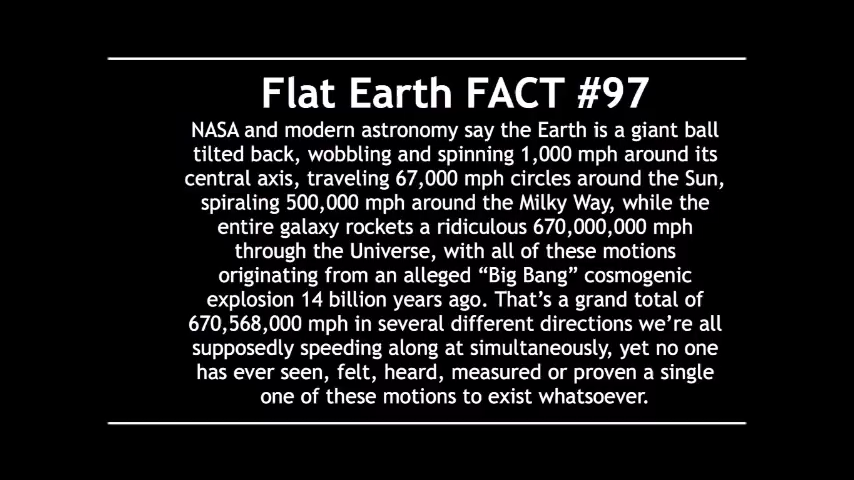 Flat Earth FACT #97
NASA and modern astronomy say the Earth is a giant ball
tilted back, wobbling and spinning 1,000 mph around its
central axis, traveling 67,000 mph circles around the Sun,
spiraling 500,000 mph around the Milky Way, while the
entire galaxy rockets a ridiculous 670,000,000 mph
through the Universe, with all of these motions
originating from an alleged “Big Bang” cosmogenic
explosion 14 billion years ago. That’s a grand total of
670,568,000 mph in several different directions we’re all
supposedly speeding along at simultaneously, yet no one
has ever seen, felt, heard, measured or proven a single
one of these motions to exist whatsoever.